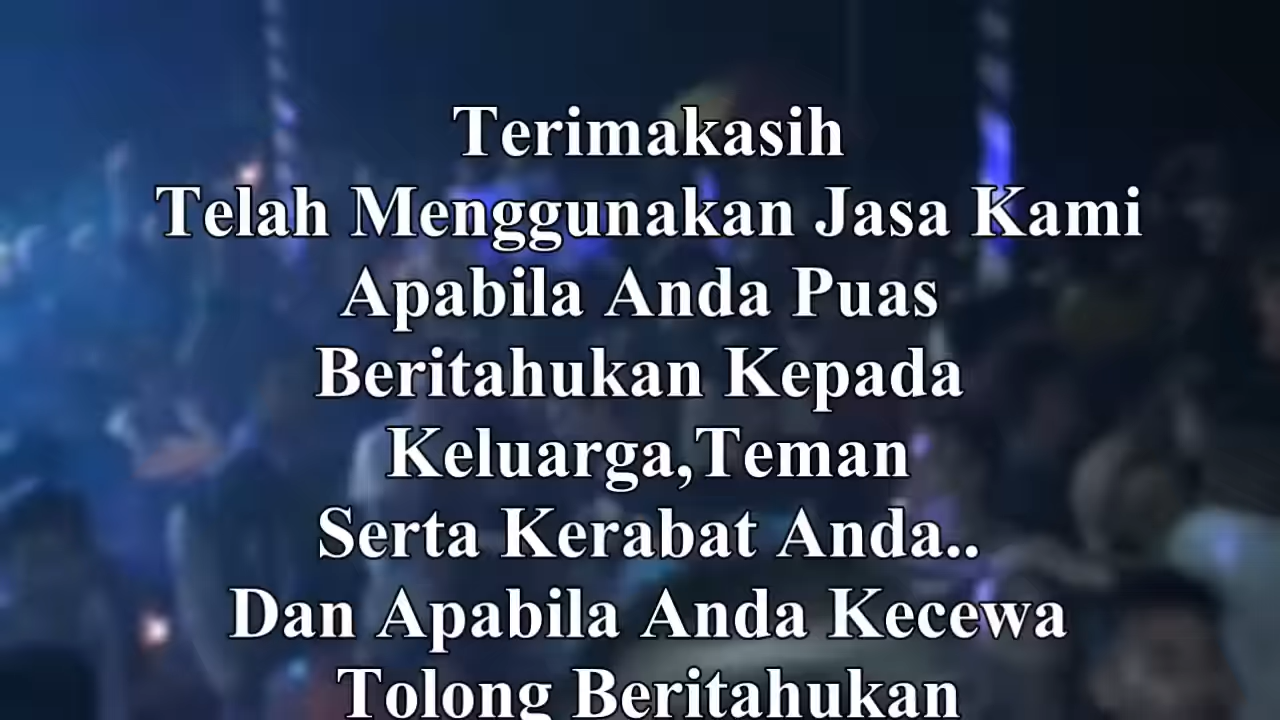 Terimakasih
Telah Menggunakan Jasa Kami
Apabila Anda Puas
Beritahukan Kepada
Keluarga,Teman
Serta Kerabat Anda..
Dan Apabila Anda Kecewa
Tolong Beritahukan